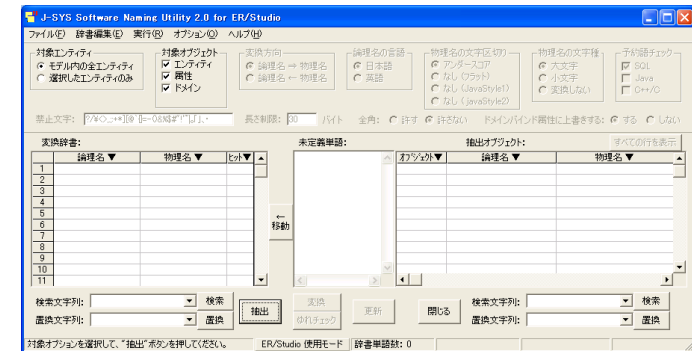 J-SYS Software Naming Utility 2.0 for ER/Studio
ファイル(F) 辞書編集(E) 実行(R) オプション(O) ヘルプ(H)
対象エンティティ
モデル内の全エンティティ
選択したエンティティのみ
対象オブジェクト
エンティティ
属性
ドメイン
変換方向
論理名 ⇒ 物理名
論理名 ← 物理名
論理名の言語
日本語
英語
物理名の文字区切り
アンダースコア
なし (フラット)
なし (JavaStyle1)
なし (javaStyle2)
物理名の文字種
大文字
小文字
変換しない
予約語チェック
SQL
Java
C++/C
禁止文字:
長さ制限: 30 バイト 全角: 許す 許さない ドメインバインド属性に上書きする: する しない
変換辞書: 未定義単語: 抽出オブジェクト: すべての行を表示
論理名▼ 物理名▼ ヒット▼ オブジェクト▼ 論理名▼ 物理名▼
1
2
3
4
5
6
7
8
9
10
11
←
移動
検索文字列: 検索
置換文字列: 置換
抽出
変換
ゆれチェック
更新
閉じる
検索文字列: 検索
置換文字列: 置換
対象オプションを選択して、"抽出"ボタンを押してください。 ER/Studio 使用モード 辞書単語数: 0